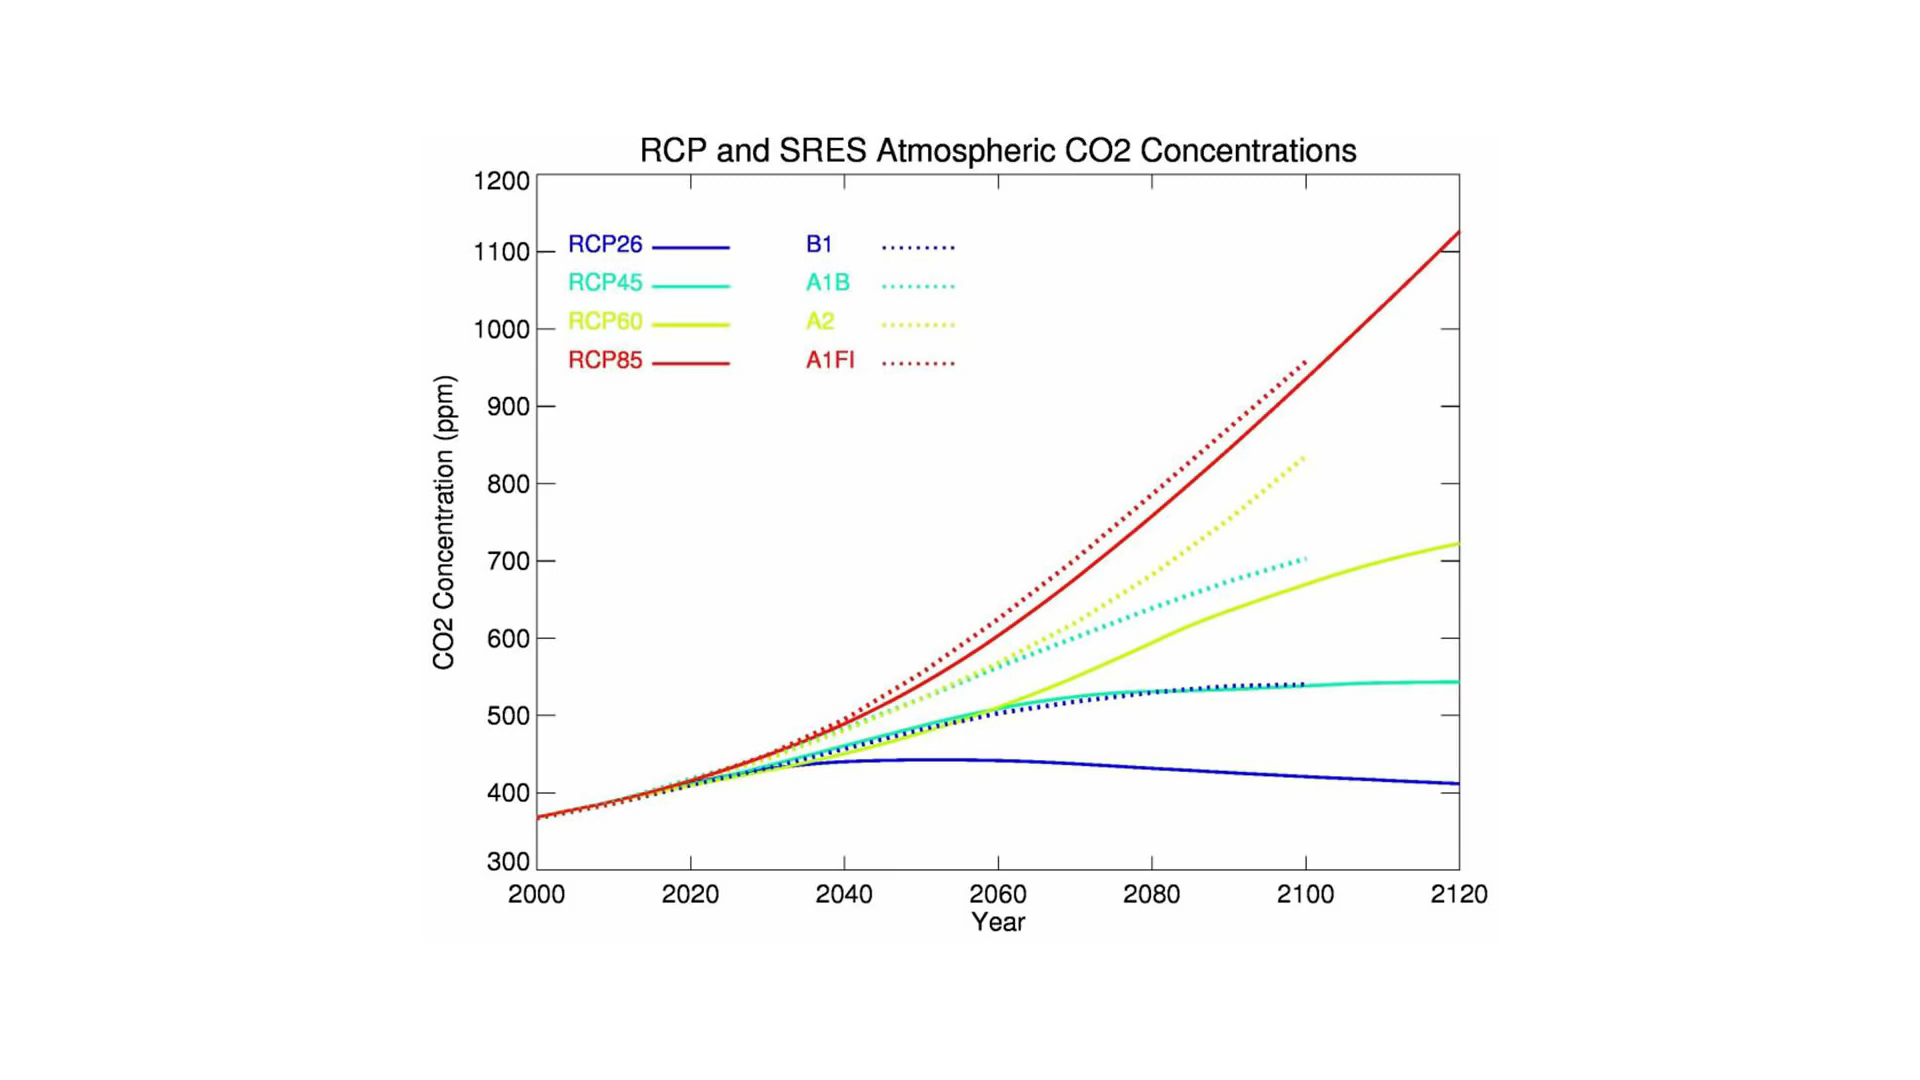 RCP and SRES Atmospheric CO2 Concentrations
1200
1100
1000
900
800
700
600
500
400
300
CO2 Concentration (ppm)
RCP26 B1
RCP45 A1B
RCP60 A2
RCP85 A1FI
2000 2020 2040 2060 2080 2100 2120
Year